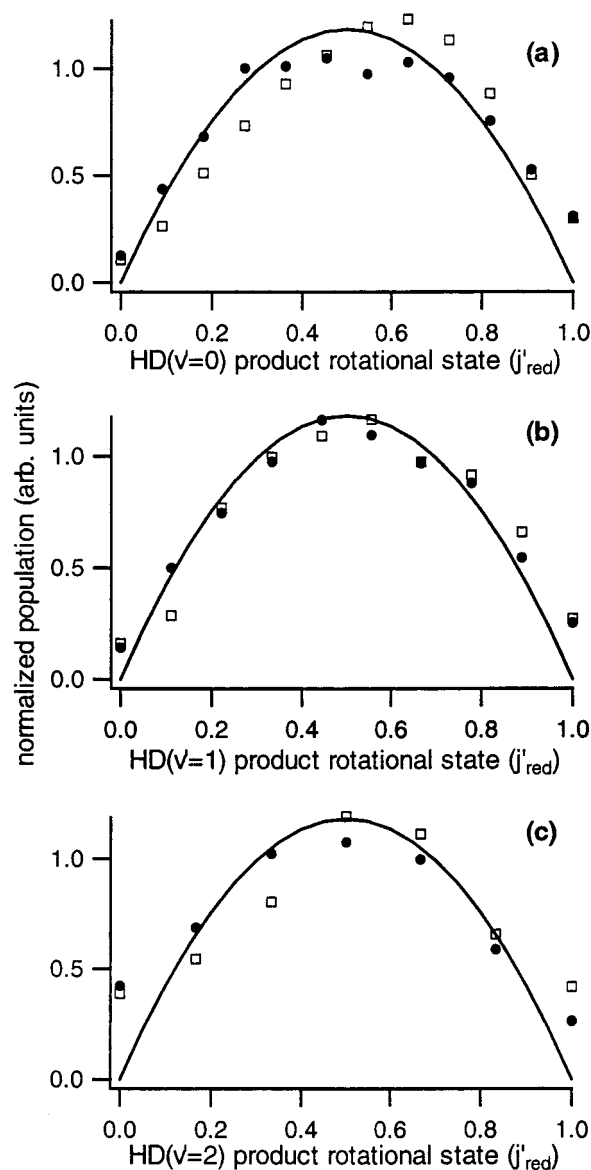 (a)
1.0
0.5
0.0
0.0 0.2 0.4 0.6 0.8 1.0
HD(v'=0) product rotational state (j'red)
normalized population (arb. units)
(b)
1.0
0.5
0.0
0.0 0.2 0.4 0.6 0.8 1.0
HD(v'=1) product rotational state (j'red)
(c)
1.0
0.5
0.0
0.0 0.2 0.4 0.6 0.8 1.0
HD(v'=2) product rotational state (j'red)